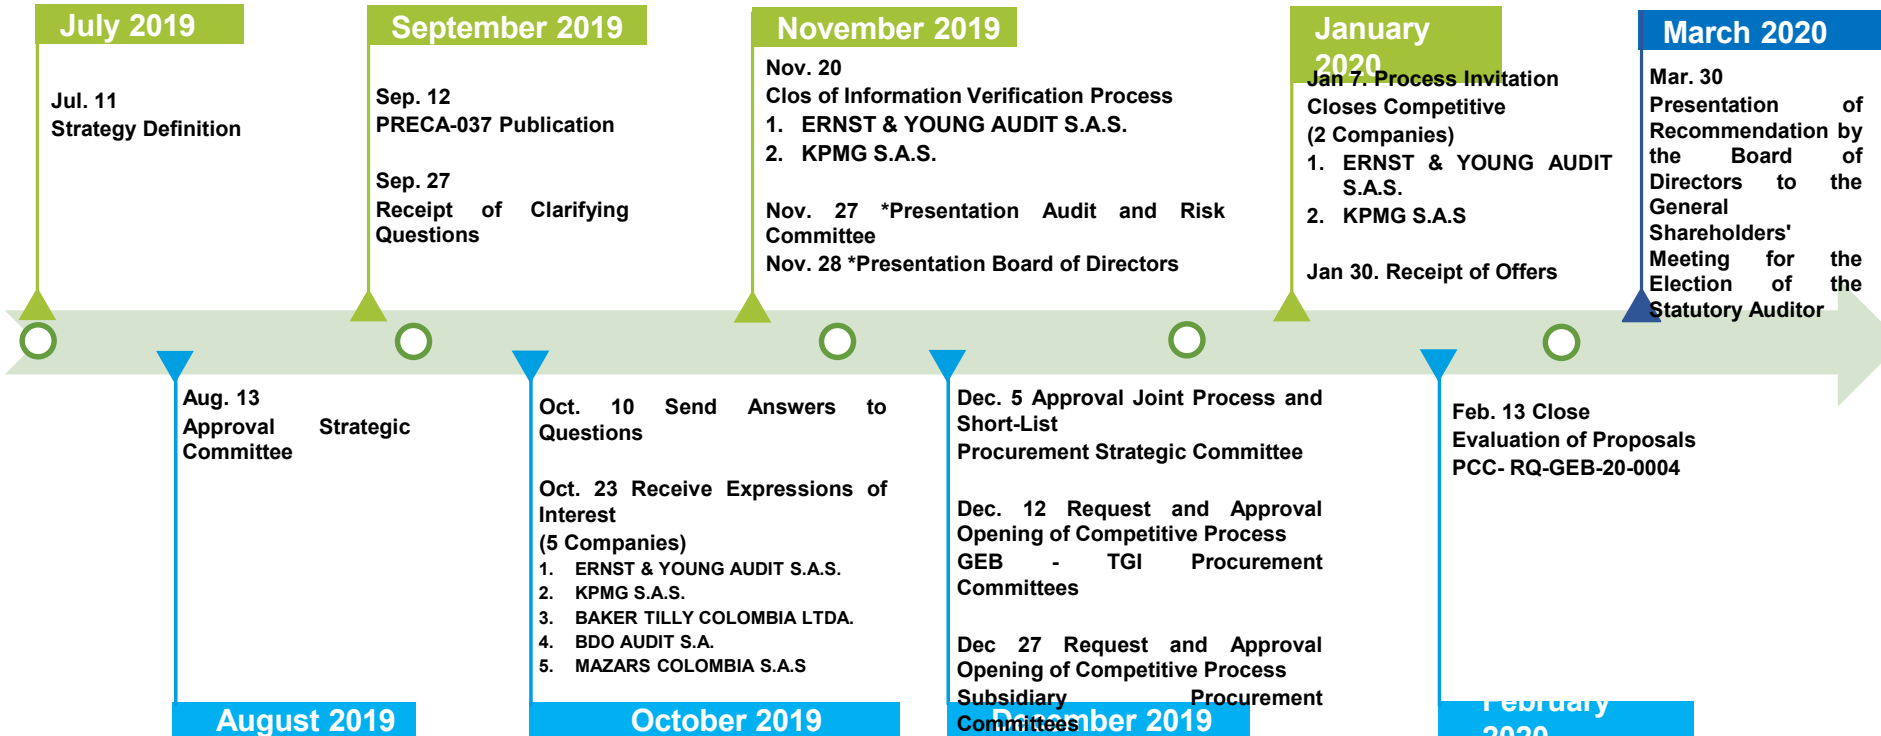 July 2019
Jul. 11
Strategy Definition
September 2019
Sep. 12
PRECA-037 Publication
Sep. 27
Receipt of Clarifying
Questions
November 2019
Nov. 20
Clos of Information Verification Process
1. ERNST & YOUNG AUDIT S.A.S.
2. KPMG S.A.S.
Nov. 27 *Presentation Audit and Risk
Committee
Nov. 28 *Presentation Board of Directors
January
2020
Jan 7. Process Invitation
Closes Competitive
(2 Companies)
1. ERNST & YOUNG AUDIT
S.A.S.
2. KPMG S.A.S
Jan 30. Receipt of Offers
March 2020
Mar. 30
Presentation of
Recommendation by
the Board of
Directors to the
General
Shareholders'
Meeting for the
Election of the
Statutory Auditor
Aug. 13
Approval Strategic
Committee
August 2019
Oct. 10 Send Answers to
Questions
Oct. 23 Receive Expressions of
Interest
(5 Companies)
1. ERNST & YOUNG AUDIT S.A.S.
2. KPMG S.A.S.
3. BAKER TILLY COLOMBIA LTDA.
4. BDO AUDIT S.A.
5. MAZARS COLOMBIA S.A.S
October 2019
Dec. 5 Approval Joint Process and
Short-List
Procurement Strategic Committee
Dec. 12 Request and Approval
Opening of Competitive Process
GEB - TGI Procurement
Committees
Dec 27 Request and Approval
Opening of Competitive Process
Subsidiary Procurement
Committees
December 2019
Feb. 13 Close
Evaluation of Proposals
PCC- RQ-GEB-20-0004
February
2020